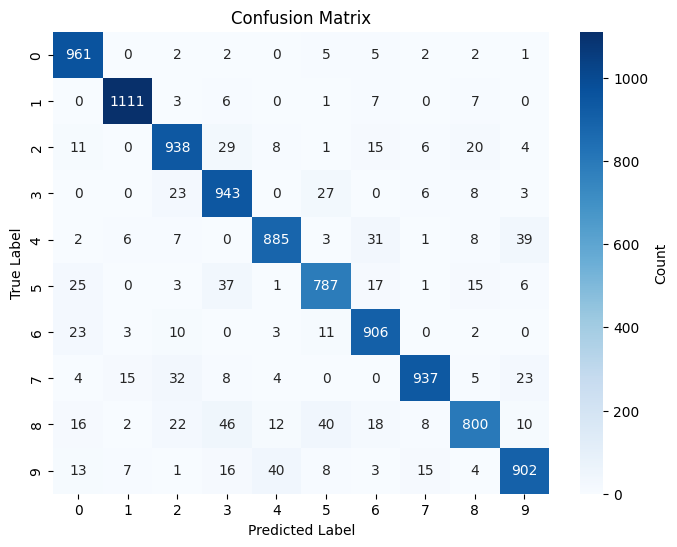 Confusion Matrix
0 961 0 2 2 0 5 5 2 2 1
1 0 1111 3 6 0 1 7 0 7 0
2 11 0 938 29 8 1 15 6 20 4
3 0 0 23 943 0 27 0 6 8 3
4 2 6 7 0 885 3 31 1 8 39
5 25 0 3 37 1 787 17 1 15 6
6 23 3 10 0 3 11 906 0 2 0
7 4 15 32 8 4 0 0 937 5 23
8 16 2 22 46 12 40 18 8 800 10
9 13 7 1 16 40 8 3 15 4 902
0 1 2 3 4 5 6 7 8 9
Predicted Label
True Label
1000
800
600
400
200
0
Count